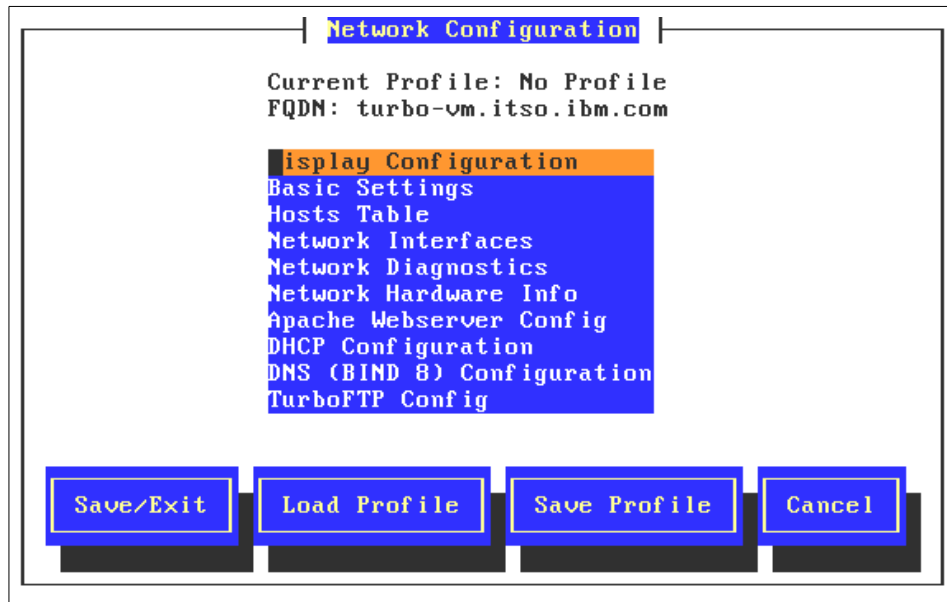 Network Configuration
Current Profile: No Profile
FQDN: turbo-vm.itso.ibm.com
isplay Configuration
Basic Settings
Hosts Table
Network Interfaces
Network Diagnostics
Network Hardware Info
Apache Webserver Config
DHCP Configuration
DNS (BIND 8) Configuration
TurboFTP Config
Save/Exit Load Profile Save Profile Cancel